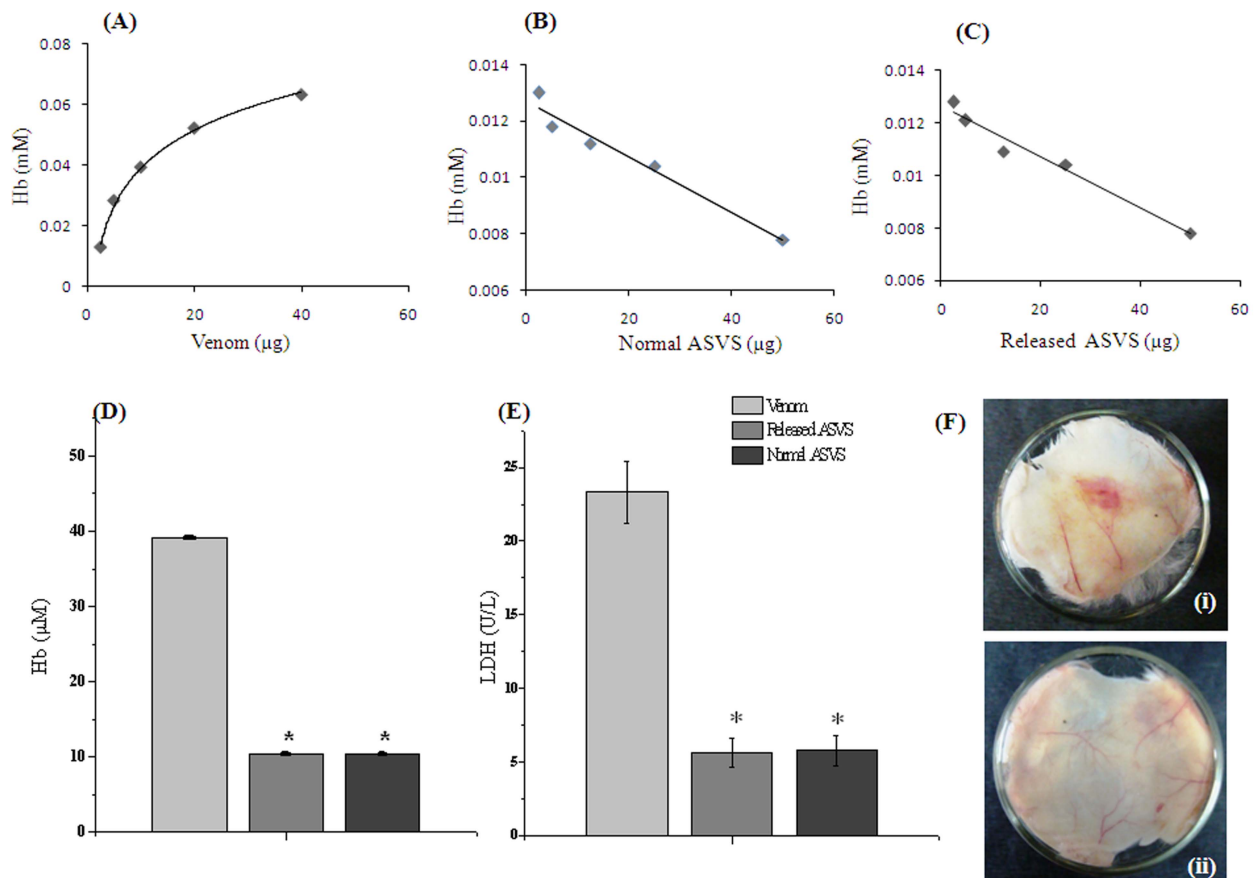 (A)
0.08
0.06
0.04
0.02
0
Hb (mM)
0 20 40 60
Venom (µg)
(B)
0.014
0.012
0.01
0.008
0.006
Hb (mM)
0 20 40 60
Normal ASVS (µg)
(C)
0.014
0.012
0.01
0.008
0.006
Hb (mM)
0 20 40 60
Released ASVS (µg)
(D)
50
40
30
20
10
0
Hb (µM)
* *
(E)
25
20
15
10
5
0
LDH (U/L)
* *
Venom
Released ASVS
Normal ASVS
(F)
(i)
(ii)